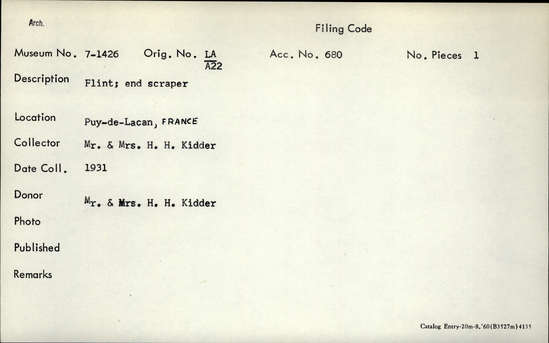 Arch.
Filing Code
Museum No. 7-1426 Orig. No. LA Acc. No. 680 No. Pieces 1
A22
Description Flint; end scraper
Location Puy-de-Lacan, FRANCE
Collector Mr. & Mrs. H. H. Kidder
Date Coll. 1931
Donor Mr. & Mrs. H. H. Kidder
Photo
Published
Remarks
Catalog Entry-20m-8,'60(B3527m)4135